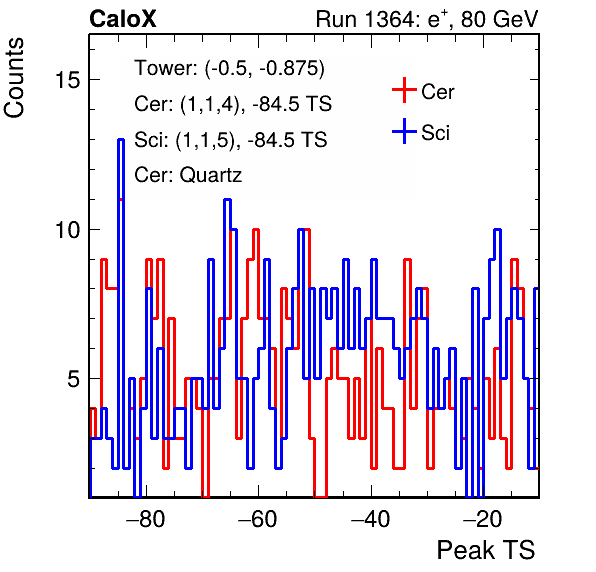 CaloX Run 1364: e⁺, 80 GeV
Counts
15
10
5
Tower: (-0.5, -0.875)
Cer: (1,1,4), -84.5 TS
Sci: (1,1,5), -84.5 TS
Cer: Quartz
Cer
Sci
−80 −60 −40 −20
Peak TS